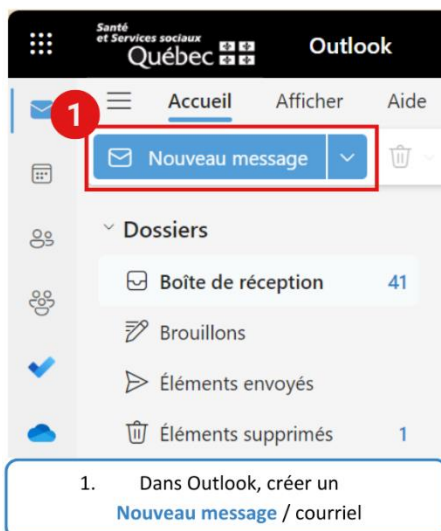 Santé
et Services sociaux
Québec
Outlook
1
Accueil Afficher Aide
Nouveau message
Dossiers
Boîte de réception 41
Brouillons
Éléments envoyés
Éléments supprimés 1
1. Dans Outlook, créer un
Nouveau message / courriel